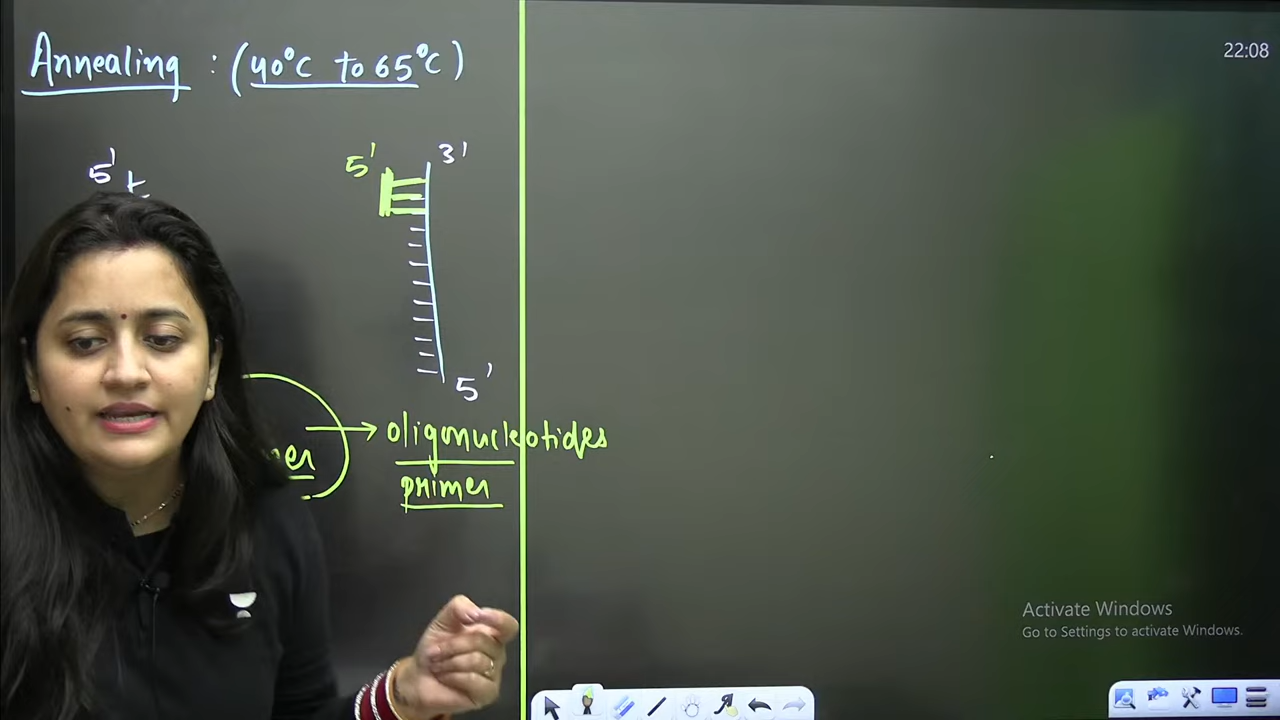 Annealing : (40°C to 65°C)
22:08
5'
5'
3'
5'
oligonucleotides
primer
Activate Windows
Go to Settings to activate Windows.